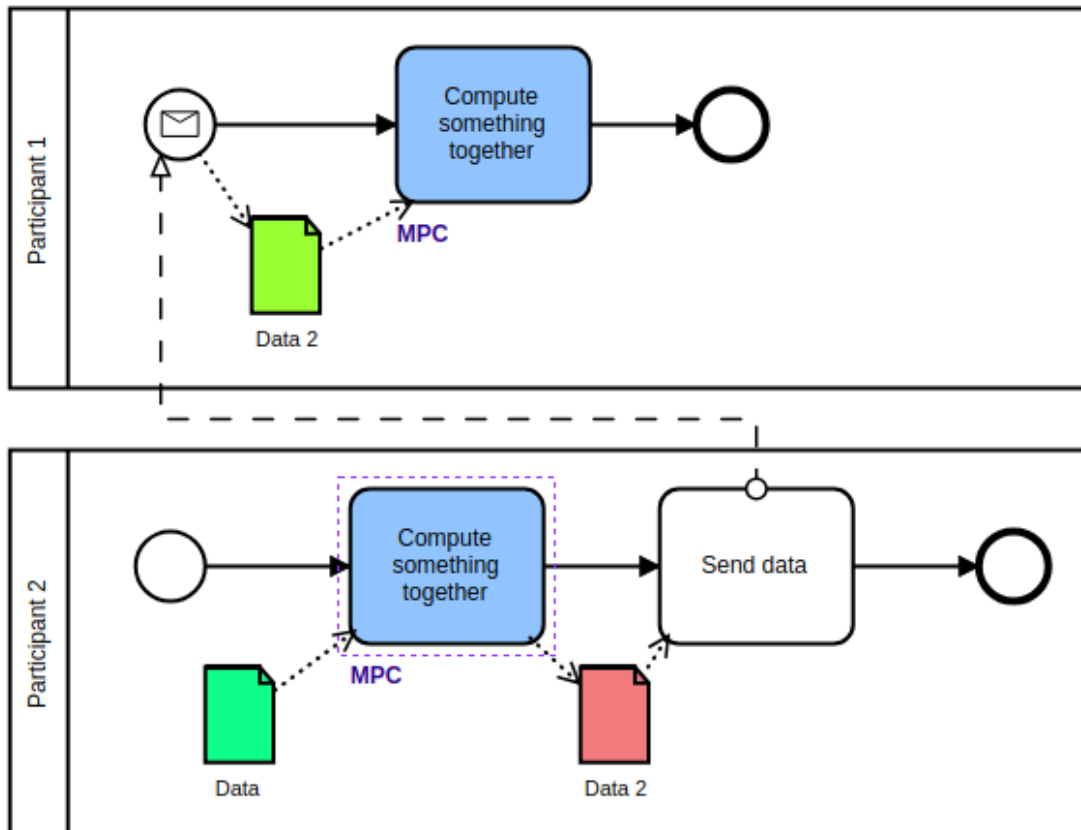 Participant 1
Compute
something
together
MPC
Data 2
Participant 2
Compute
something
together
Send data
MPC
Data
Data 2